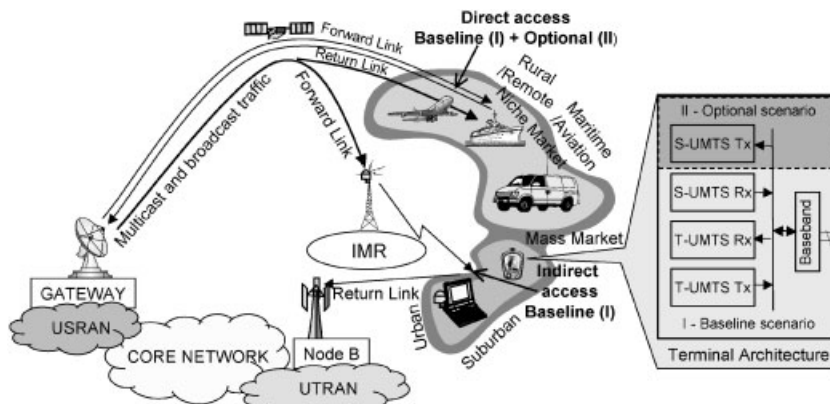 Direct access
Baseline (I) + Optional (II)
Forward Link
Return Link
Forward Link
Multicast and broadcast traffic
Rural
/Remote
Maritime
/Aviation
Niche Market
IMR
Mass Market
Indirect
access
Baseline (I)
Return Link
Urban
Suburban
GATEWAY
USRAN
CORE NETWORK
Node B
UTRAN
II - Optional scenario
S-UMTS Tx
S-UMTS Rx
T-UMTS Rx
T-UMTS Tx
Baseband
I - Baseline scenario
Terminal Architecture